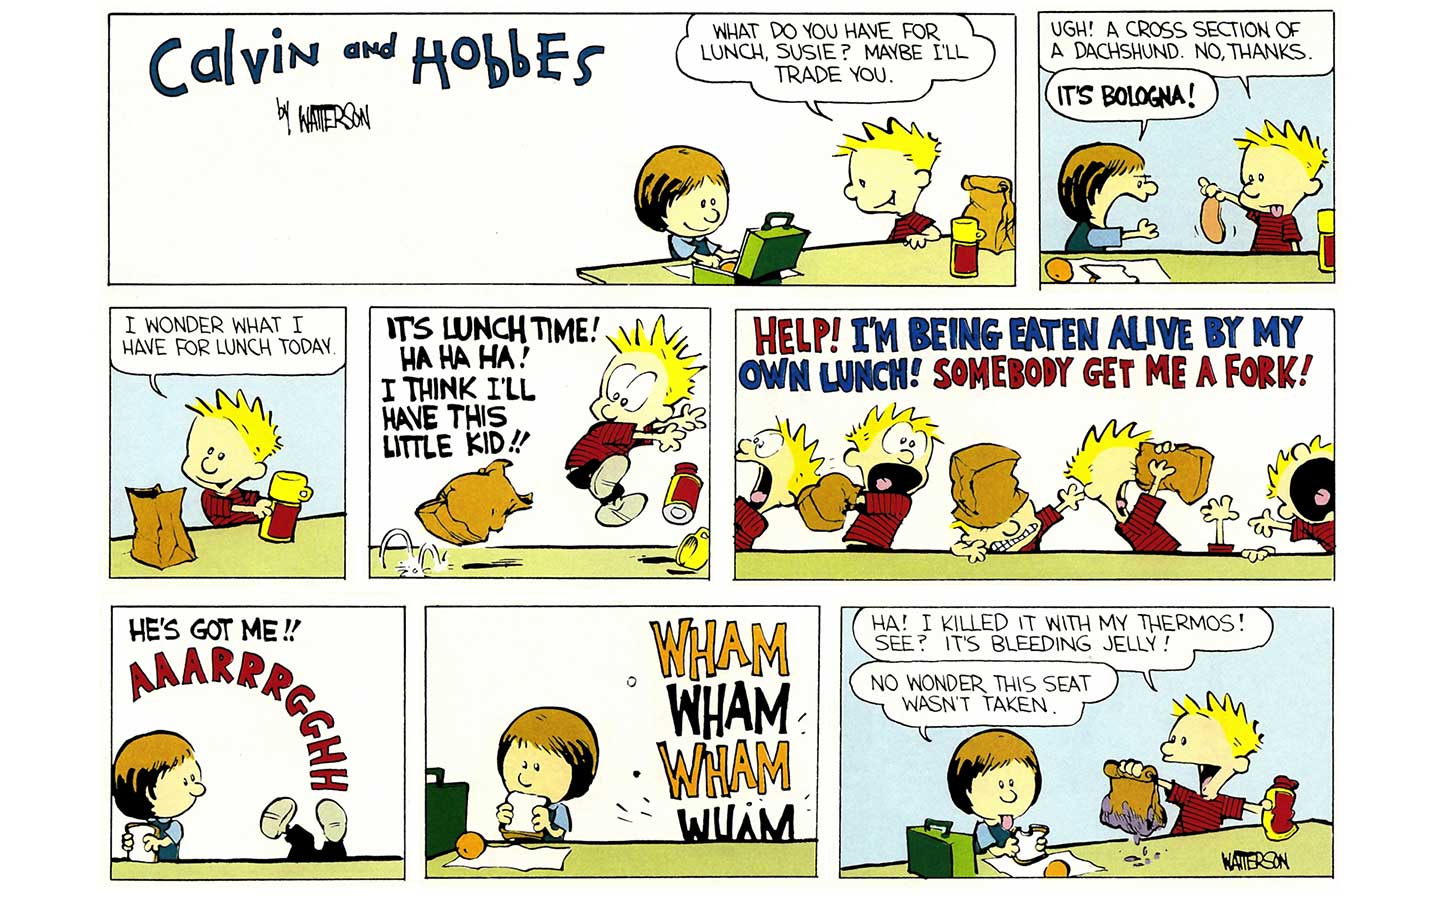 Calvin and Hobbes
by WATTERSON
WHAT DO YOU HAVE FOR
LUNCH, SUSIE? MAYBE I'LL
TRADE YOU.
UGH! A CROSS SECTION OF
A DACHSHUND. NO, THANKS.
IT'S BOLOGNA!
I WONDER WHAT I
HAVE FOR LUNCH TODAY.
IT'S LUNCH TIME!
HA HA HA!
I THINK I'LL
HAVE THIS
LITTLE KID!!
HELP! I'M BEING EATEN ALIVE BY MY
OWN LUNCH! SOMEBODY GET ME A FORK!
HE'S GOT ME!!
AAAARRRRGGGHH
WHAM
WHAM
WHAM
WHAM
HA! I KILLED IT WITH MY THERMOS!
SEE? IT'S BLEEDING JELLY!
NO WONDER THIS SEAT
WASN'T TAKEN.
WATTERSON